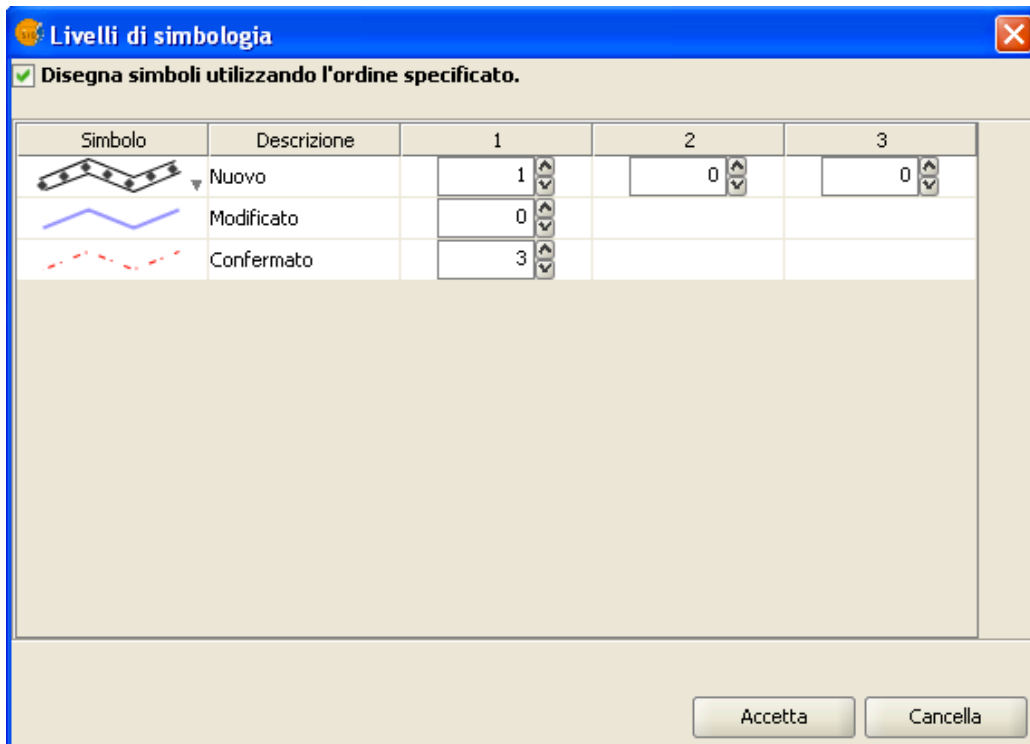 Livelli di simbologia
Disegna simboli utilizzando l'ordine specificato.
Simbolo Descrizione 1 2 3
Nuovo 1 0 0
Modificato 0
Confermato 3
Accetta Cancella